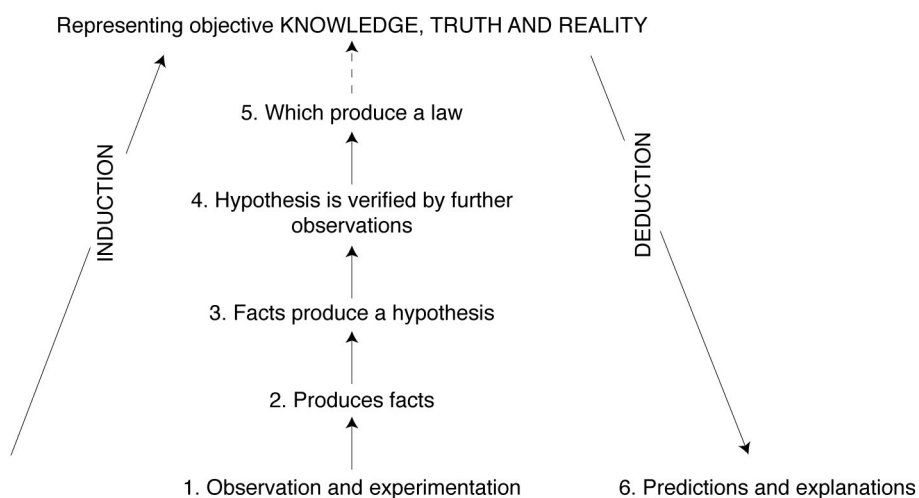 Representing objective KNOWLEDGE, TRUTH AND REALITY
5. Which produce a law
INDUCTION
DEDUCTION
4. Hypothesis is verified by further
observations
3. Facts produce a hypothesis
2. Produces facts
1. Observation and experimentation
6. Predictions and explanations